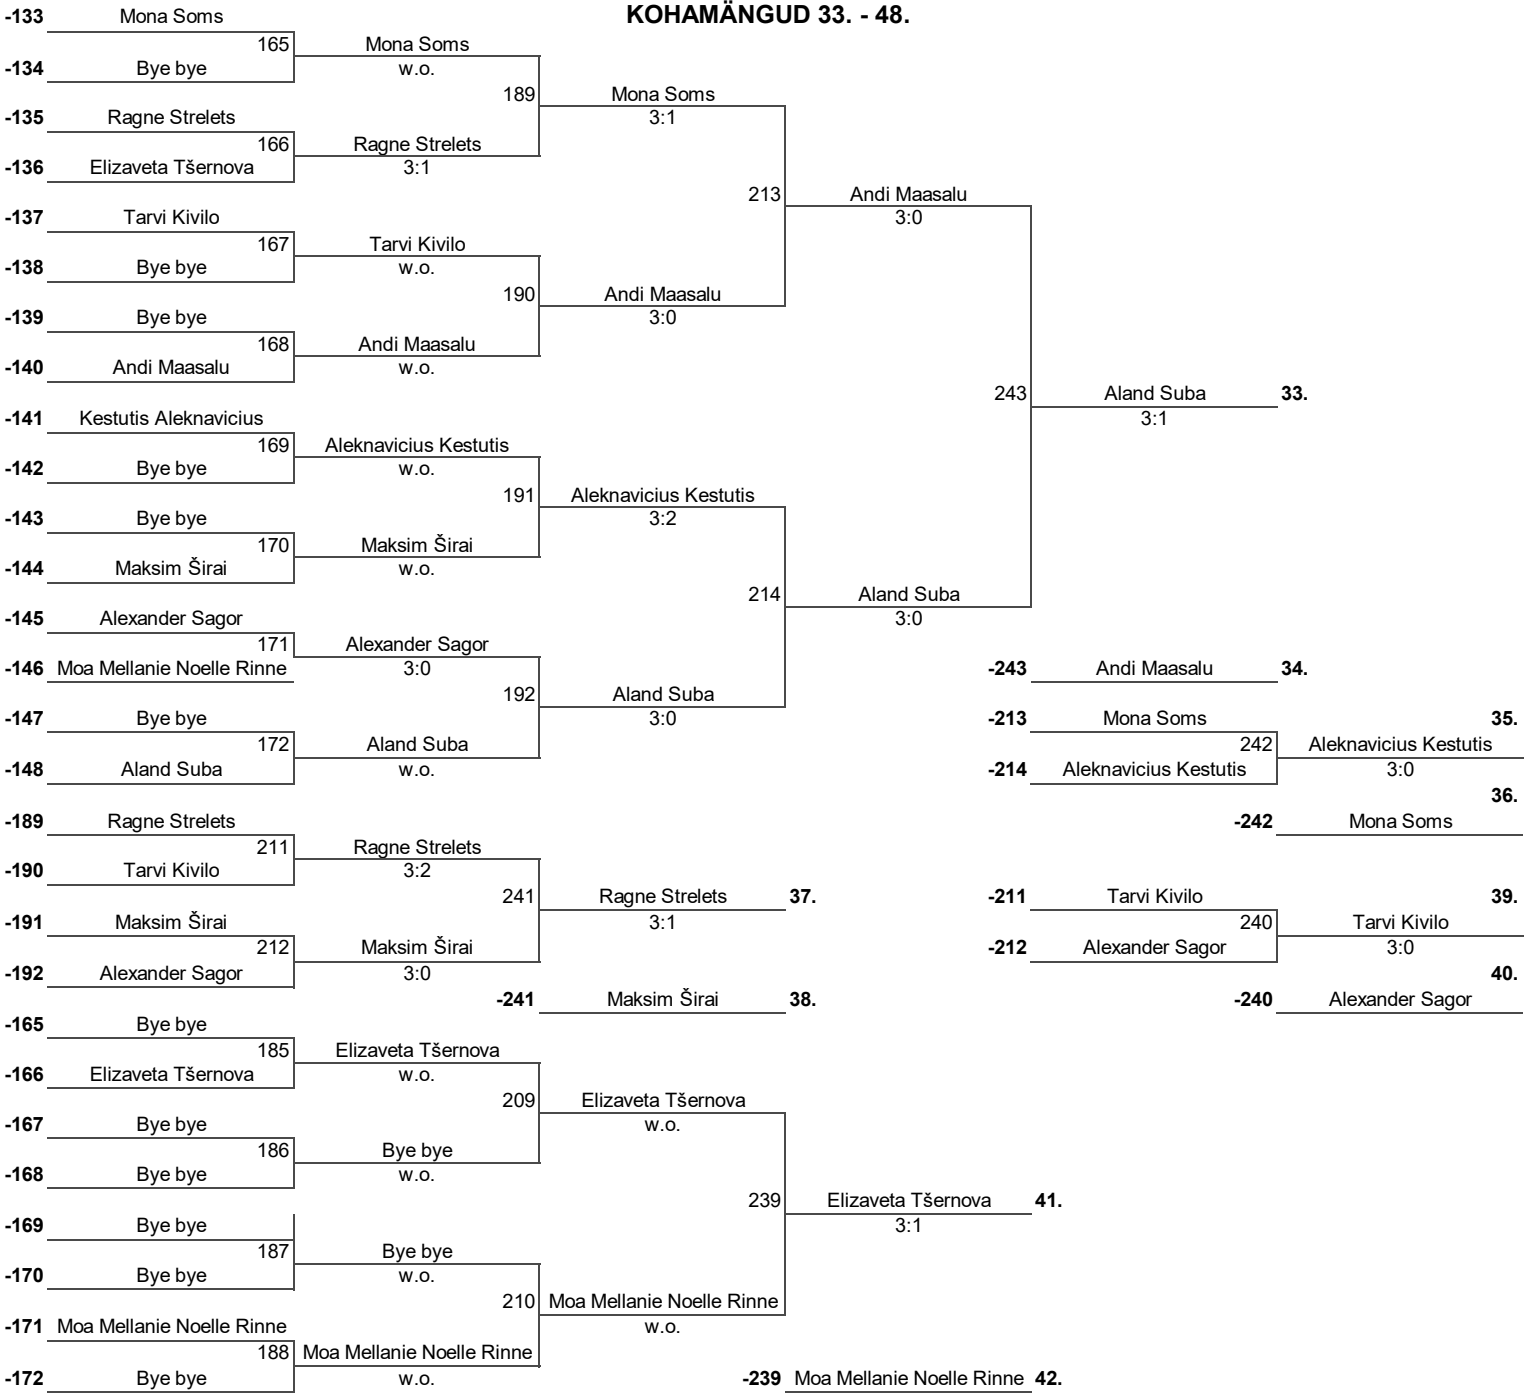 KOHAMÄNGUD 33. - 48.
-133 Mona Soms
165 Mona Soms
-134 Bye bye w.o.
189 Mona Soms
-135 Ragne Strelets 3:1
166 Ragne Strelets
-136 Elizaveta Tšernova 3:1
213 Andi Maasalu
-137 Tarvi Kivilo 3:0
167 Tarvi Kivilo
-138 Bye bye w.o.
190 Andi Maasalu
-139 Bye bye 3:0
168 Andi Maasalu
-140 Andi Maasalu w.o.
243 Aland Suba 33.
-141 Kestutis Aleknavicius 3:1
169 Aleknavicius Kestutis
-142 Bye bye w.o.
191 Aleknavicius Kestutis
-143 Bye bye 3:2
170 Maksim Širai
-144 Maksim Širai w.o.
214 Aland Suba
-145 Alexander Sagor 3:0
171 Alexander Sagor
-146 Moa Mellanie Noelle Rinne 3:0 -243 Andi Maasalu 34.
192 Aland Suba
-147 Bye bye 3:0 -213 Mona Soms 35.
172 Aland Suba 242 Aleknavicius Kestutis
-148 Aland Suba w.o. -214 Aleknavicius Kestutis 3:0
36.
-189 Ragne Strelets -242 Mona Soms
211 Ragne Strelets
-190 Tarvi Kivilo 3:2
241 Ragne Strelets 37. -211 Tarvi Kivilo 39.
-191 Maksim Širai 3:1 240 Tarvi Kivilo
212 Maksim Širai -212 Alexander Sagor 3:0
-192 Alexander Sagor 3:0 40.
-241 Maksim Širai 38. -240 Alexander Sagor
-165 Bye bye
185 Elizaveta Tšernova
-166 Elizaveta Tšernova w.o.
209 Elizaveta Tšernova
-167 Bye bye w.o.
186 Bye bye
-168 Bye bye w.o.
239 Elizaveta Tšernova 41.
-169 Bye bye 3:1
187 Bye bye
-170 Bye bye w.o.
210 Moa Mellanie Noelle Rinne
-171 Moa Mellanie Noelle Rinne w.o.
188 Moa Mellanie Noelle Rinne
-172 Bye bye w.o. -239 Moa Mellanie Noelle Rinne 42.